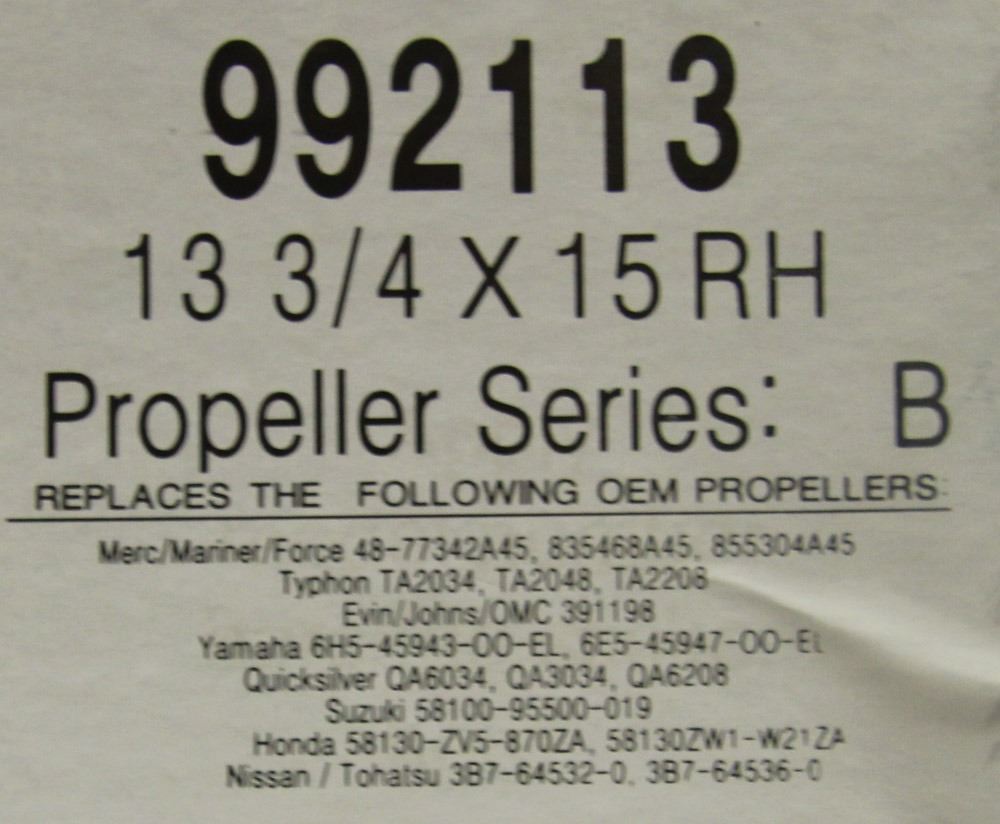 992113
13 3/4 X 15 RH
Propeller Series: B
REPLACES THE FOLLOWING OEM PROPELLERS:
Merc/Mariner/Force 48-77342A45, 835468A45, 855304A45
Typhon TA2034, TA2048, TA2208
Evin/Johns/OMC 391198
Yamaha 6H5-45943-00-EL, 6E5-45947-00-EL
Quicksilver QA6034, QA3034, QA6208
Suzuki 58100-95500-019
Honda 58130-ZV5-870ZA, 58130ZW1-W21ZA
Nissan / Tohatsu 3B7-64532-0, 3B7-64536-0